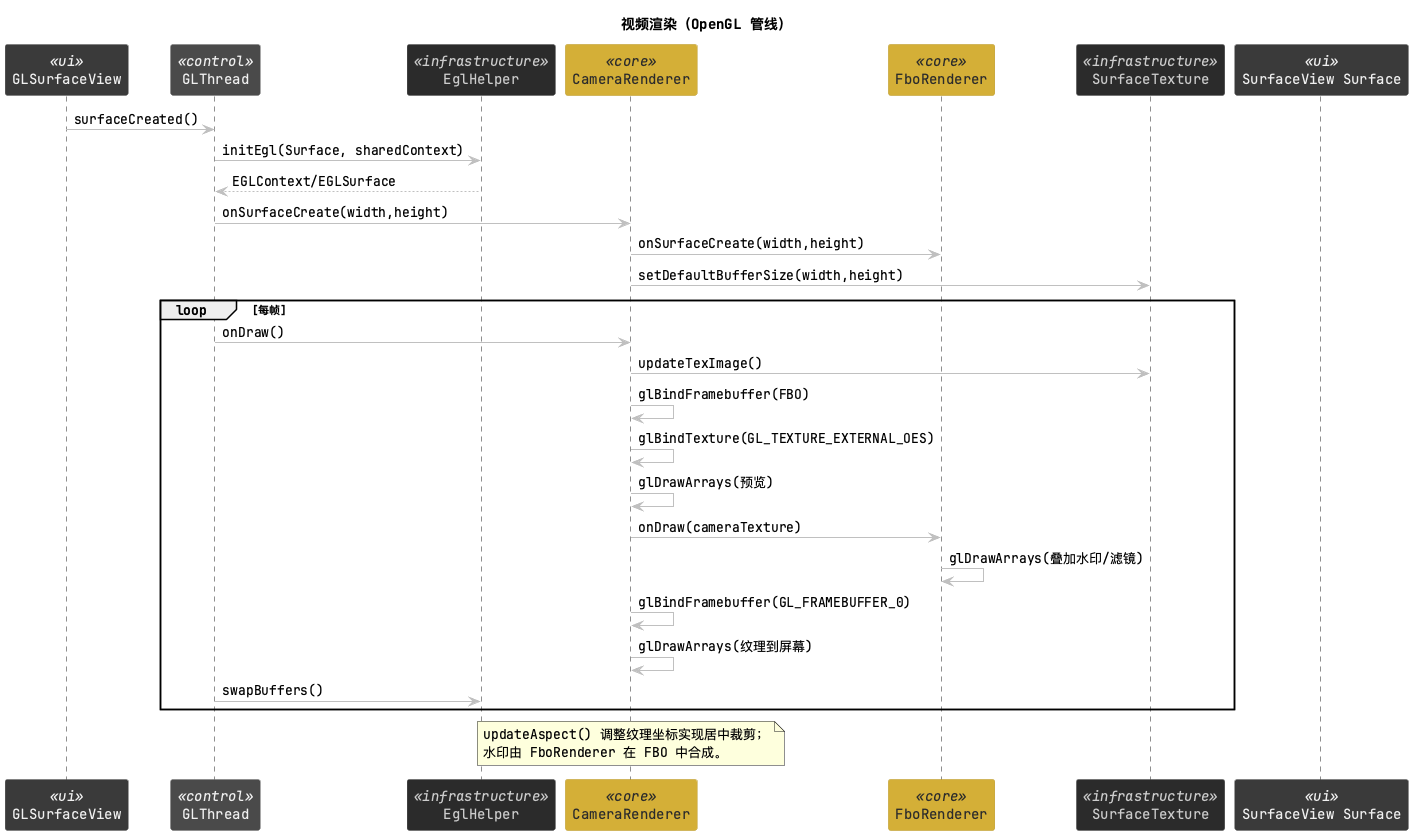 视频渲染 (OpenGL 管线)
«ui»
GLSurfaceView
«control»
GLThread
«infrastructure»
EglHelper
«core»
CameraRenderer
«core»
FboRenderer
«infrastructure»
SurfaceTexture
«ui»
SurfaceView Surface
surfaceCreated()
initEgl(Surface, sharedContext)
EGLContext/EGLSurface
onSurfaceCreate(width,height)
onSurfaceCreate(width,height)
setDefaultBufferSize(width,height)
loop [每帧]
onDraw()
updateTexImage()
glBindFramebuffer(FBO)
glBindTexture(GL_TEXTURE_EXTERNAL_OES)
glDrawArrays(预览)
onDraw(cameraTexture)
glDrawArrays(叠加水印/滤镜)
glBindFramebuffer(GL_FRAMEBUFFER_0)
glDrawArrays(纹理到屏幕)
swapBuffers()
updateAspect() 调整纹理坐标实现居中裁剪；
水印由 FboRenderer 在 FBO 中合成。
«ui»
GLSurfaceView
«control»
GLThread
«infrastructure»
EglHelper
«core»
CameraRenderer
«core»
FboRenderer
«infrastructure»
SurfaceTexture
«ui»
SurfaceView Surface